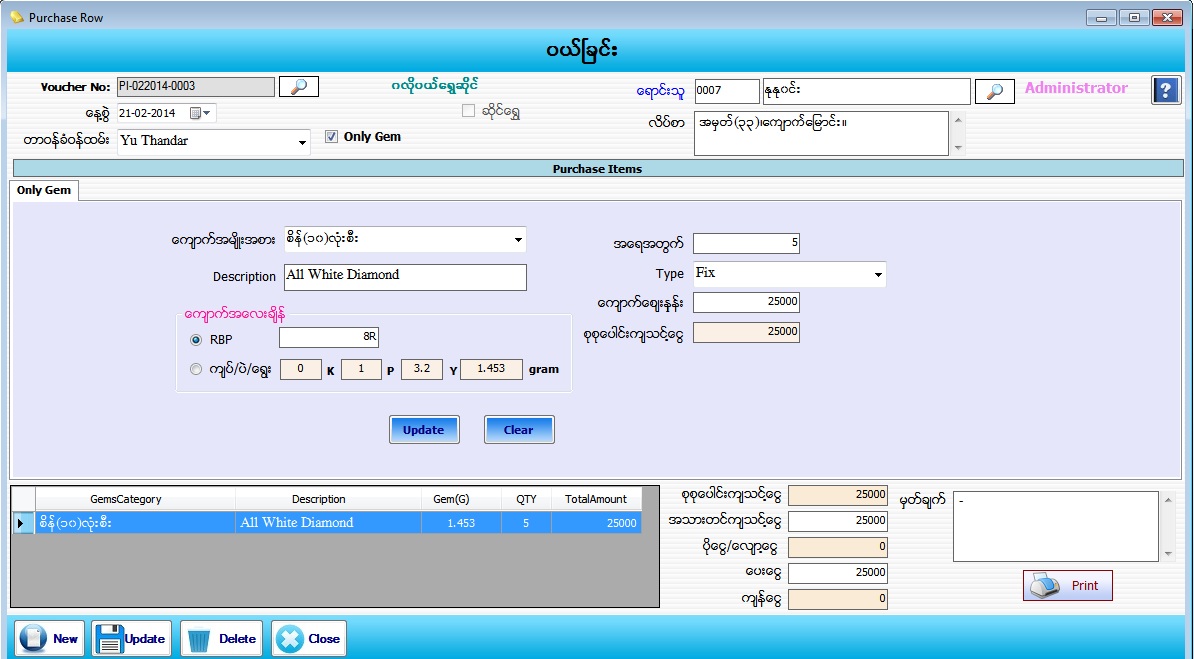 Purchase Row
ဝယ်ခြင်း
Voucher No: PI-022014-0003
ဂလိုဝယ်ရွှေဆိုင်
ရောင်းသူ 0007 နုနုဝင်း
Administrator
နေ့စွဲ 21-02-2014
ဆိုင်ရွှေ
လိပ်စာ အမှတ်(၃၃)၊ကျောက်မြောင်း။
တာဝန်ခံဝန်ထမ်း Yu Thandar
Only Gem
Purchase Items
Only Gem
ကျောက်အမျိုးအစား စိန်(၁၀)လုံးစီး
အရေအတွက် 5
Description All White Diamond
Type Fix
ကျောက်အလေးချိန်
ကျောက်ဈေးနှုန်း 25000
RBP 8R
စုစုပေါင်းကျသင့်ငွေ 25000
ကျပ်/ပဲ/ရွေး 0 K 1 P 3.2 Y 1.453 gram
Update Clear
GemsCategory Description Gem(G) QTY TotalAmount
စိန်(၁၀)လုံးစီး All White Diamond 1.453 5 25000
စုစုပေါင်းကျသင့်ငွေ 25000
မှတ်ချက် -
အသားတင်ကျသင့်ငွေ 25000
ပိုငွေ/လျော့ငွေ 0
ပေးငွေ 25000
ကျန်ငွေ 0
Print
New Update Delete Close